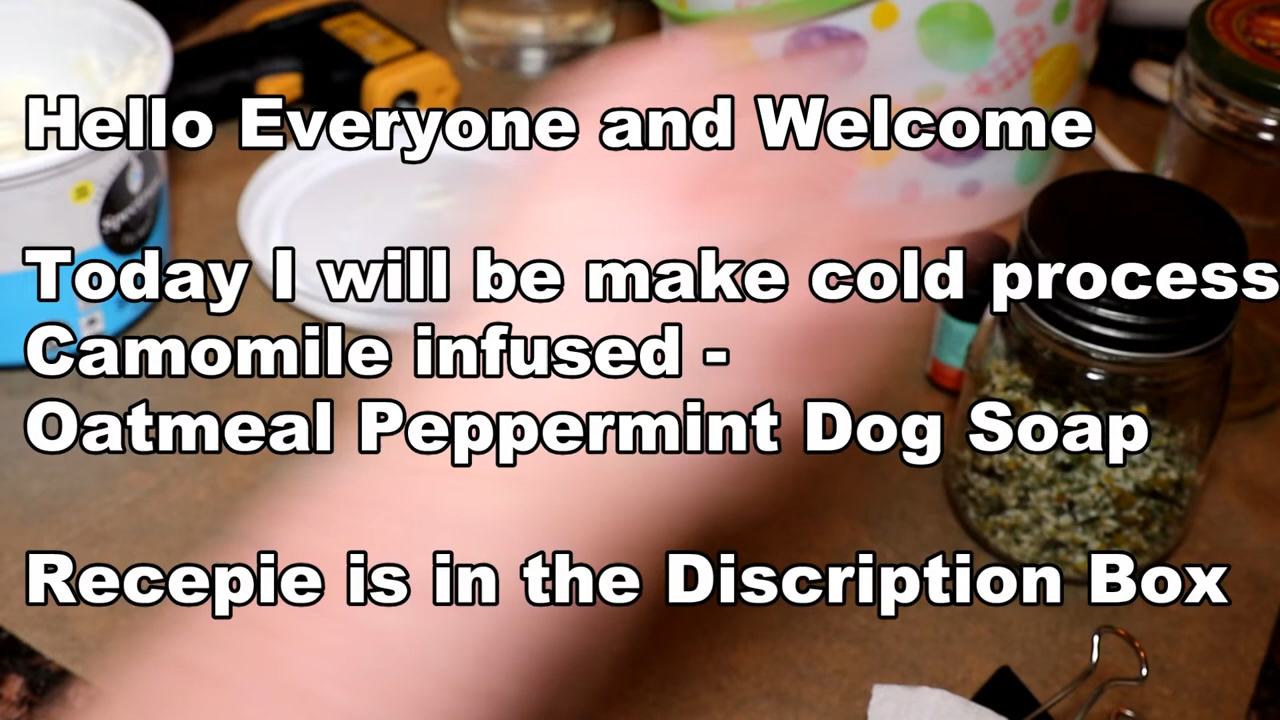 Hello Everyone and Welcome
Today I will be make cold process
Camomile infused -
Oatmeal Peppermint Dog Soap
Recepie is in the Discription Box